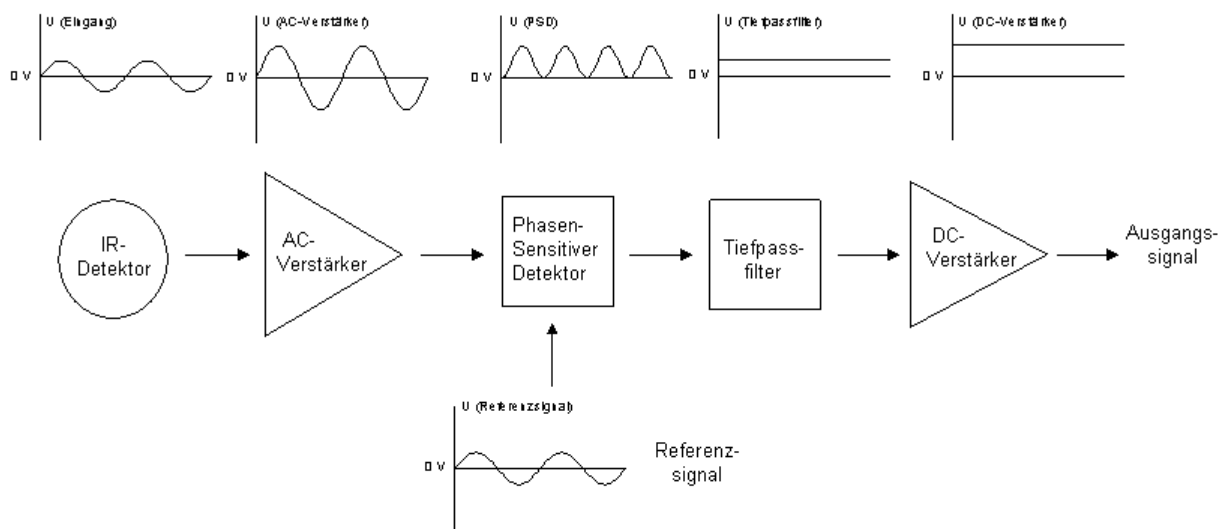 U (Eingang)
U (AC-Verstärker)
U (PSD)
U (Tiefpassfilter)
U (DC-Verstärker)
0 V
0 V
0 V
0 V
0 V
IR-
Detektor
AC-
Verstärker
Phasen-
Sensitiver
Detektor
Tiefpass-
filter
DC-
Verstärker
Ausgangs-
signal
U (Referenzsignal)
0 V
Referenz-
signal